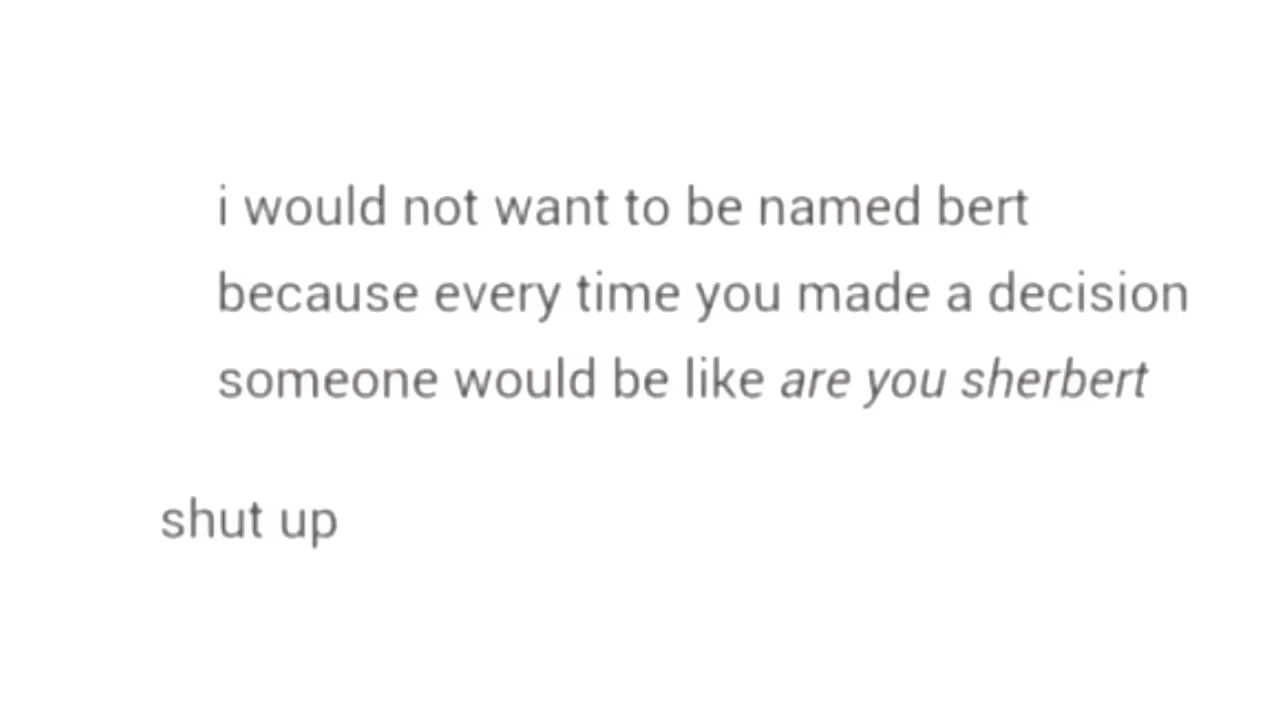 i would not want to be named bert
because every time you made a decision
someone would be like are you sherbert
shut up